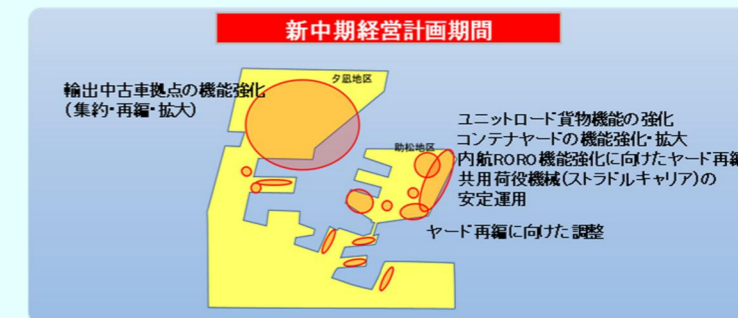 新中期経営計画期間
夕凪地区
輸出中古車拠点の機能強化
(集約・再編・拡大)
助松地区
ユニットロード貨物機能の強化
コンテナヤードの機能強化・拡大
内航RORO機能強化に向けたヤード再編
共用荷役機械(ストラドルキャリア)の
安定運用
ヤード再編に向けた調整